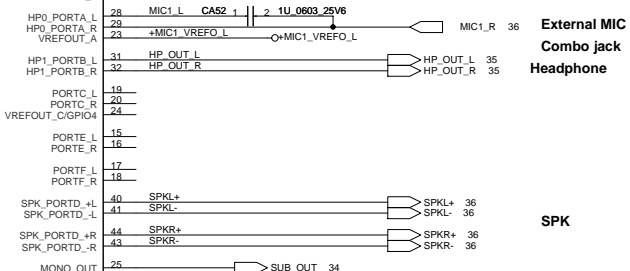 HP0_PORTA_L 28 MIC1_L CA52 1 2 1U_0603_25V6
HP0_PORTA_R 29 MIC1_R 36 External MIC
VREFOUT_A 23 +MIC1_VREFO_L +MIC1_VREFO_L
Combo jack
HP1_PORTB_L 31 HP_OUT_L HP_OUT_L 35
HP1_PORTB_R 32 HP_OUT_R HP_OUT_R 35 Headphone
PORTC_L 19
PORTC_R 20
VREFOUT_C/GPIO4 24
PORTE_L 15
PORTE_R 16
PORTF_L 17
PORTF_R 18
SPK_PORTD_+L 40 SPKL+ SPKL+ 36
SPK_PORTD_-L 41 SPKL- SPKL- 36
SPK
SPK_PORTD_+R 44 SPKR+ SPKR+ 36
SPK_PORTD_-R 43 SPKR- SPKR- 36
MONO_OUT 25 SUB_OUT 34